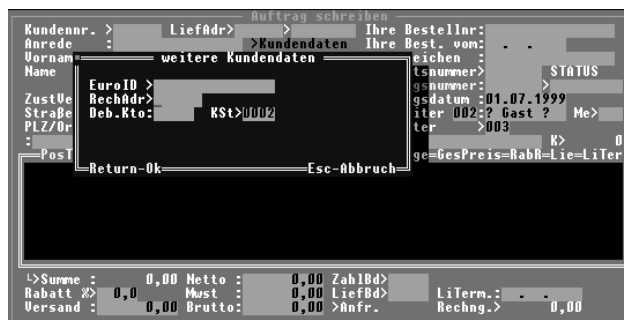 Auftrag schreiben
Kundennr. > LiefAdr> > Ihre Bestellnr:
Anrede : >Kundendaten Ihre Best. vom: . .
Vornam weitere Kundendaten eichen :
Name tsnummer> STATUS
EuroID > gsnummer: >
ZustVe RechAdr> gsdatum :01.07.1999
Straße Deb.Kto: KSt>0002 iter 002:? Gast ? Me>
PLZ/Or ter >003
: K> 0
PosT Return-Ok Esc-Abbruch ge=GesPreis=RabR=Lie=LiTer
↳Summe : 0,00 Netto : 0,00 ZahlBd>
Rabatt %> 0,0 Mwst : 0,00 LiefBd> LiTerm.: . .
Versand : 0,00 Brutto: 0,00 >Anfr. Rechng.> 0,00